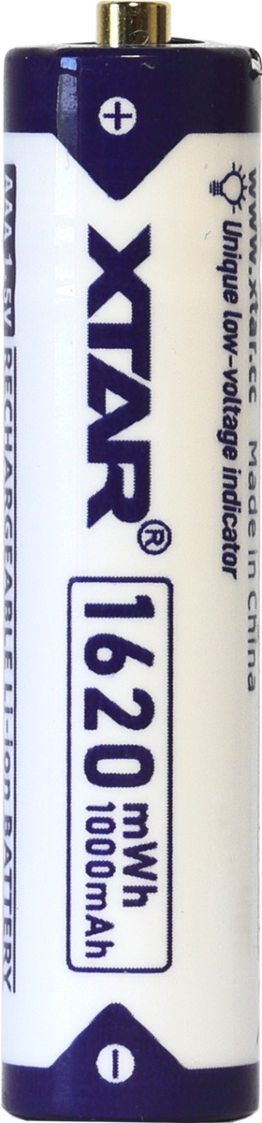 +
www.xtar.cc Made in China
Unique low-voltage indicator
XTAR®
1620 mWh
1000mAh
AAA 1.5V RECHARGEABLE Li-ion BATTERY
−